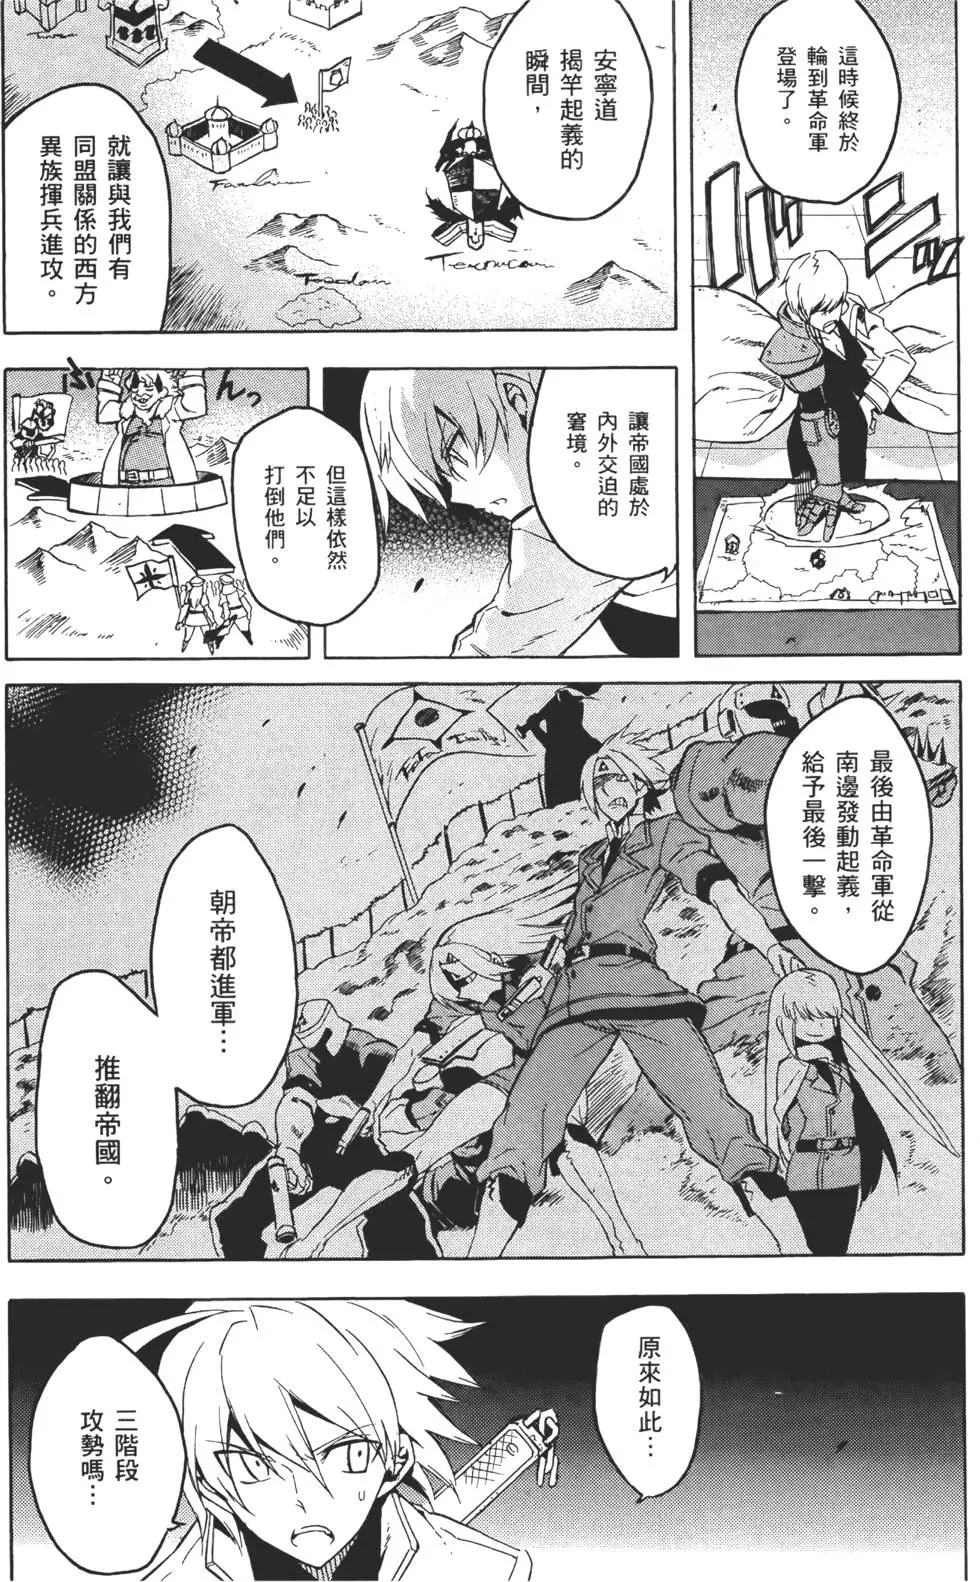 這時候終於
輪到革命軍
登場了。
安寧道
揭竿起義的
瞬間，
就讓與我們有
同盟關係的西方
異族揮兵進攻。
讓帝國處於
內外交迫的
窘境。
但這樣依然
不足以
打倒他們。
最後由革命軍從
南邊發動起義，
給予最後一擊。
朝帝都進軍…
推翻帝國。
原來如此…
三階段
攻勢嗎…